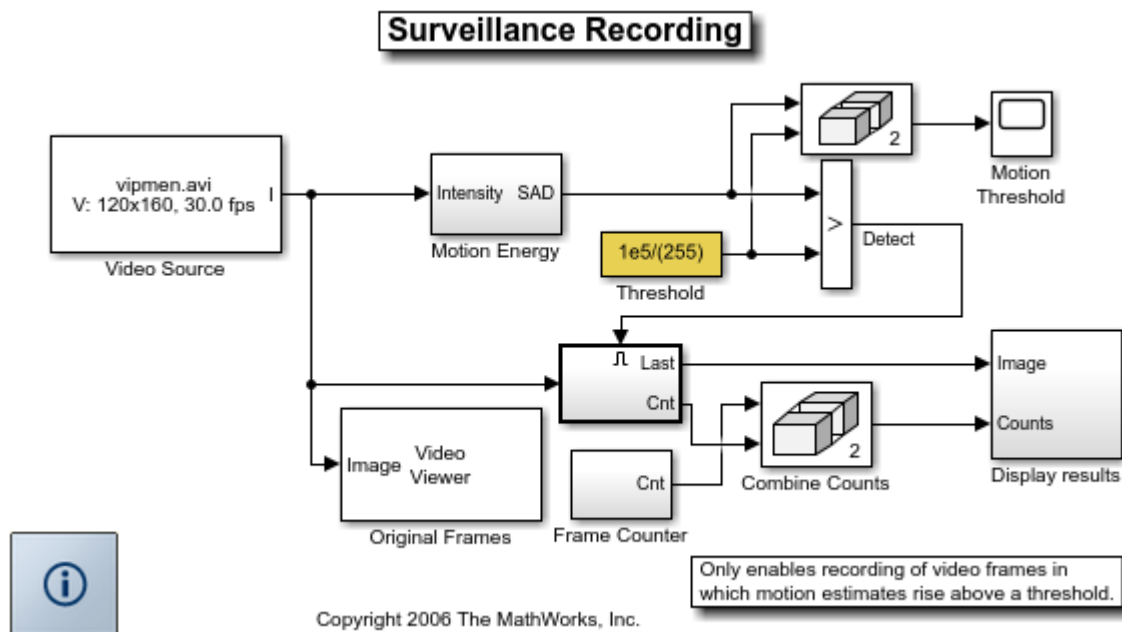 Surveillance Recording
vipmen.avi
V: 120x160, 30.0 fps
I
Video Source
Intensity SAD
Motion Energy
1e5/(255)
Threshold
2
>
Detect
Motion
Threshold
Last
Cnt
Image
Video
Viewer
Original Frames
Cnt
Frame Counter
2
Combine Counts
Image
Counts
Display results
i
Only enables recording of video frames in
which motion estimates rise above a threshold.
Copyright 2006 The MathWorks, Inc.